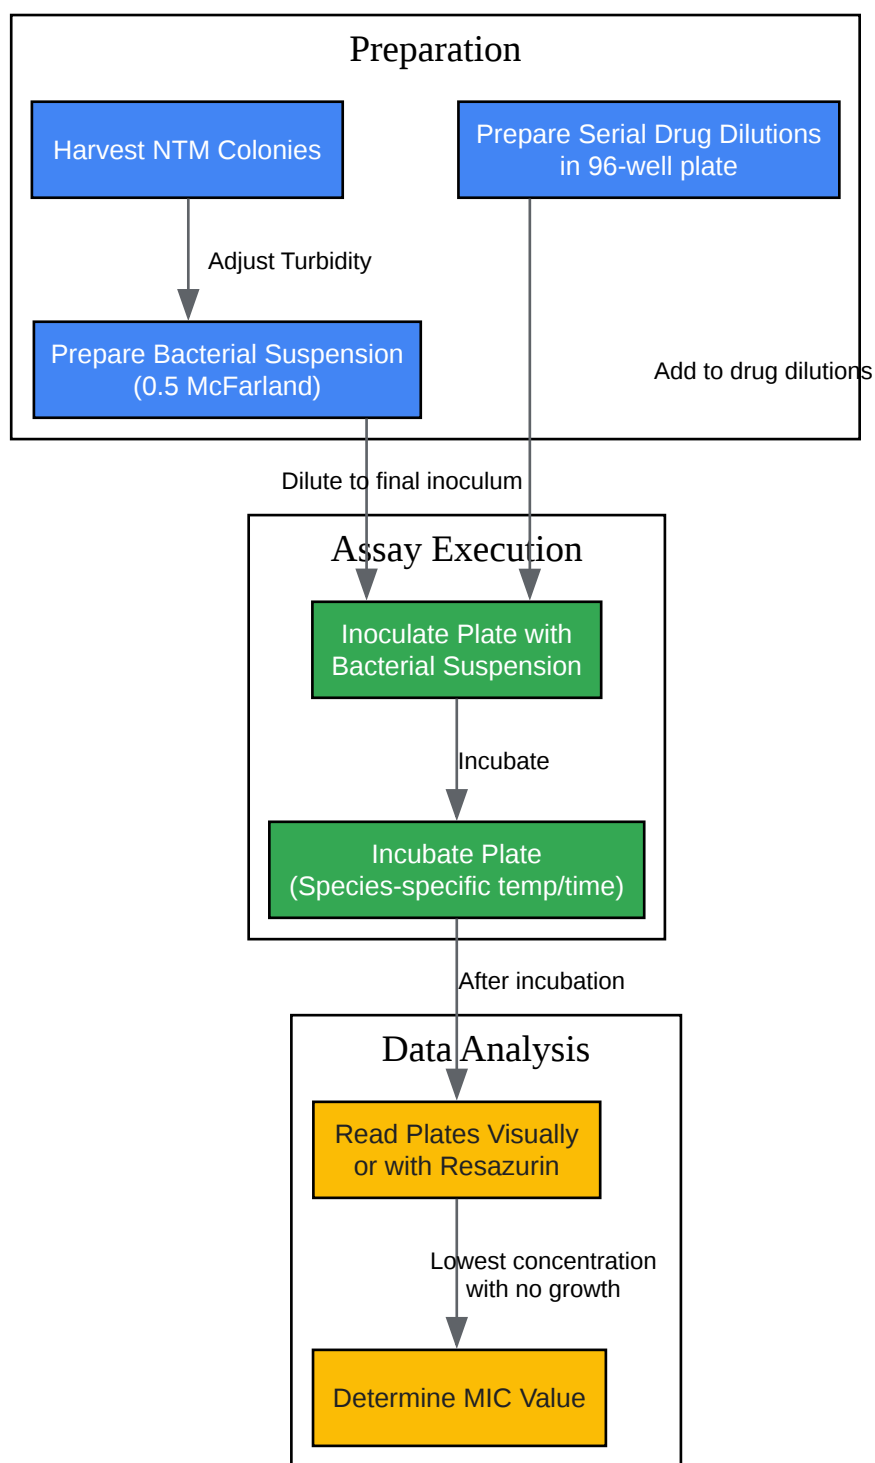 Preparation
Harvest NTM Colonies
Prepare Serial Drug Dilutions
in 96-well plate
Adjust Turbidity
Prepare Bacterial Suspension
(0.5 McFarland)
Add to drug dilutions
Dilute to final inoculum
Assay Execution
Inoculate Plate with
Bacterial Suspension
Incubate
Incubate Plate
(Species-specific temp/time)
After incubation
Data Analysis
Read Plates Visually
or with Resazurin
Lowest concentration
with no growth
Determine MIC Value